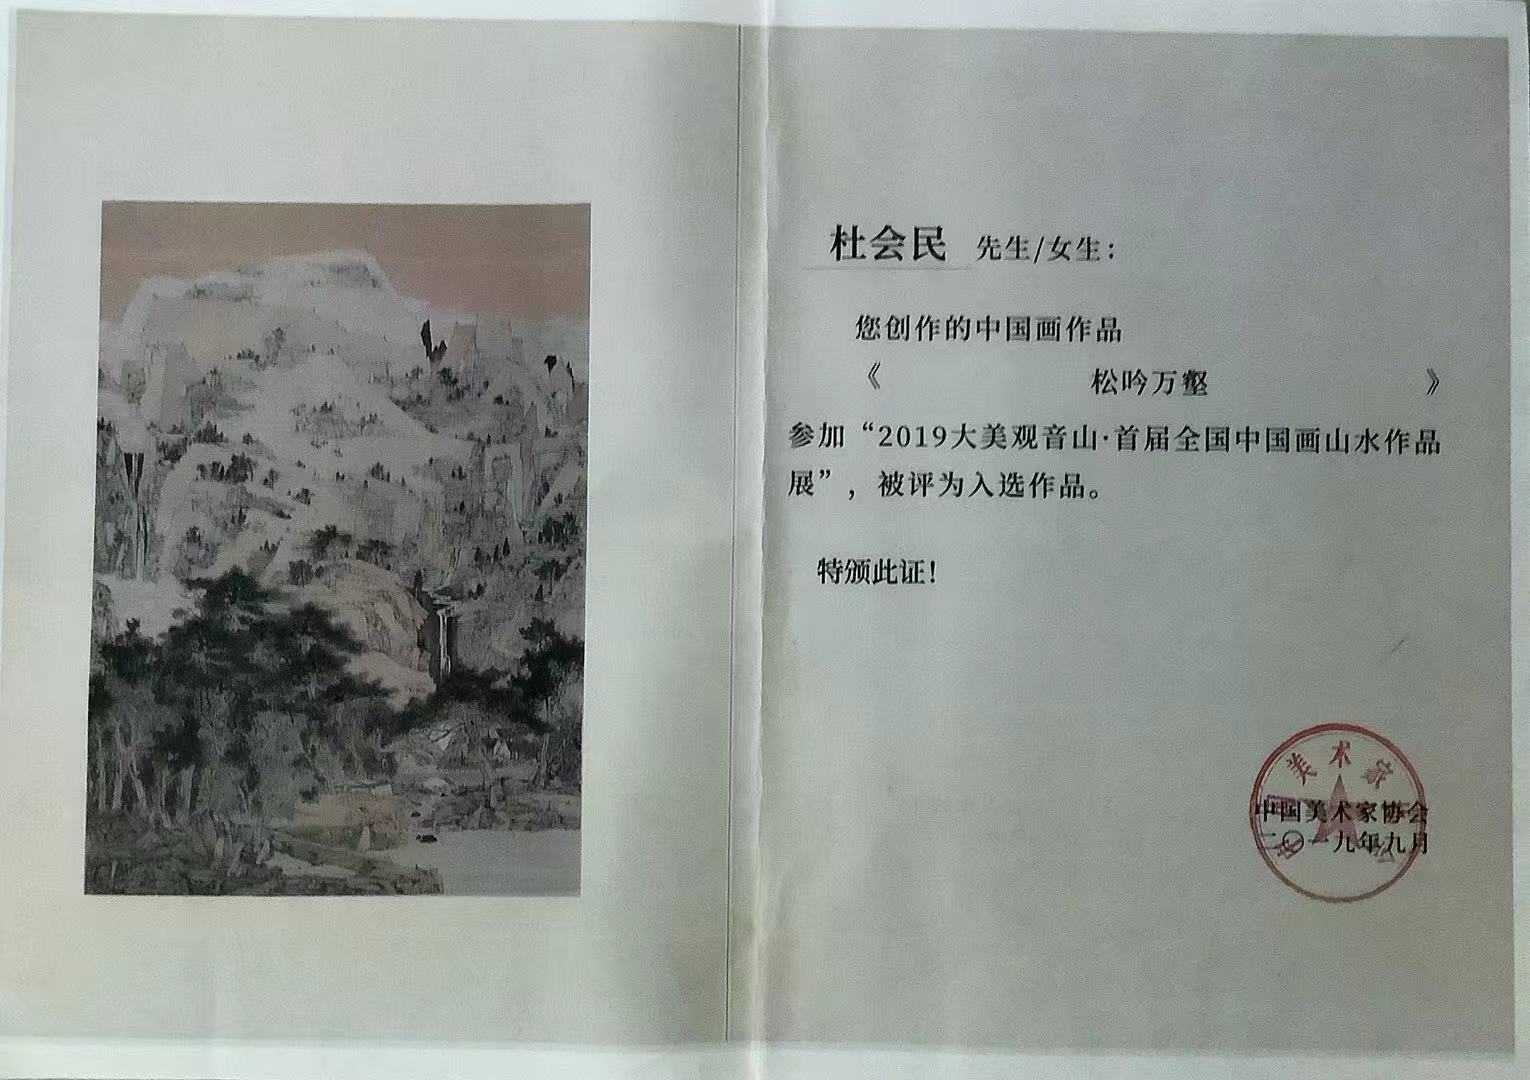 杜会民 先生/女生:
您创作的中国画作品
《 松吟万壑 》
参加“2019大美观音山·首届全国中国画山水作品
展”，被评为入选作品。
特颁此证!
中国美术家协会
二〇一九年九月
美术家